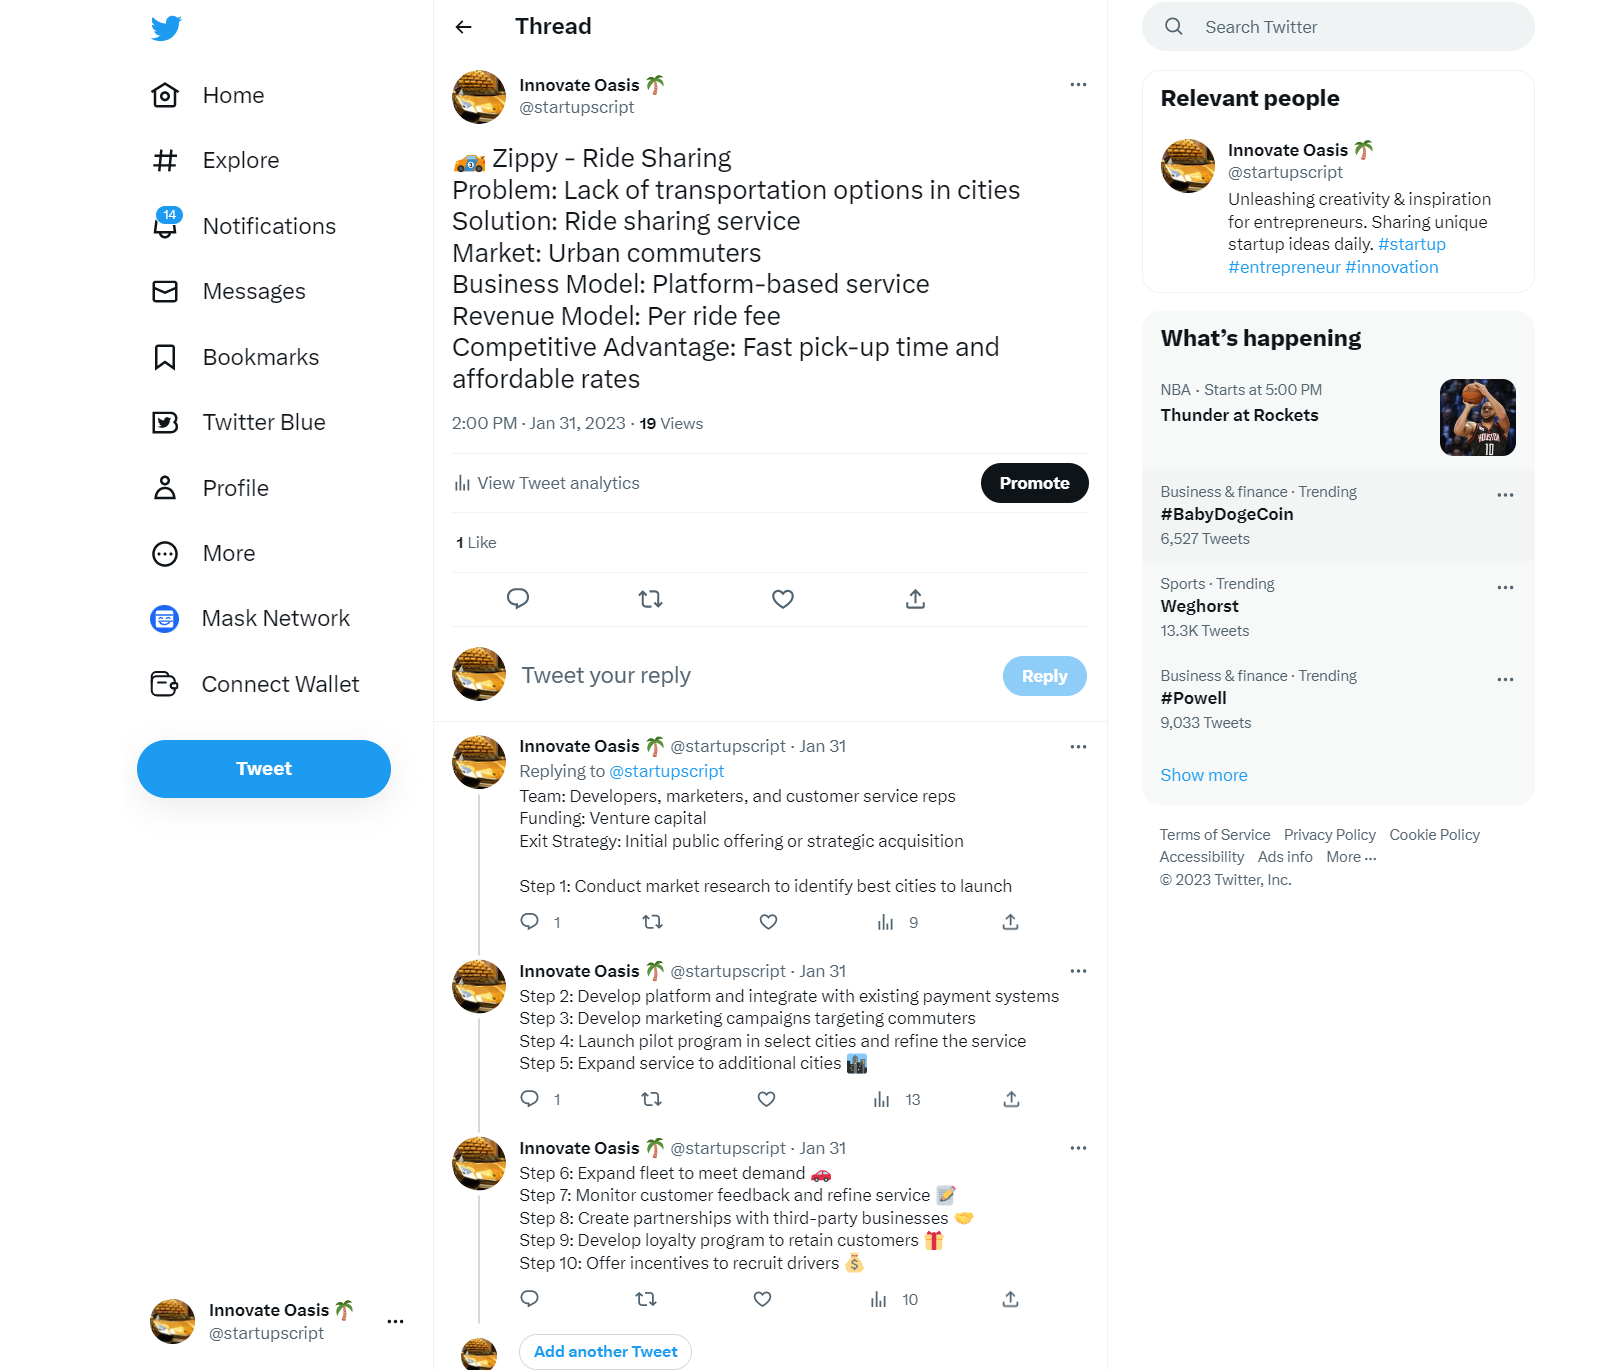 Home
Explore
14
Notifications
Messages
Bookmarks
Twitter Blue
Profile
More
Mask Network
Connect Wallet
Tweet
Innovate Oasis 🌴
@startupscript
Thread
Innovate Oasis 🌴
@startupscript
Zippy - Ride Sharing
Problem: Lack of transportation options in cities
Solution: Ride sharing service
Market: Urban commuters
Business Model: Platform-based service
Revenue Model: Per ride fee
Competitive Advantage: Fast pick-up time and
affordable rates
2:00 PM · Jan 31, 2023 · 19 Views
View Tweet analytics
Promote
1 Like
Tweet your reply
Reply
Innovate Oasis 🌴 @startupscript · Jan 31
Replying to @startupscript
Team: Developers, marketers, and customer service reps
Funding: Venture capital
Exit Strategy: Initial public offering or strategic acquisition
Step 1: Conduct market research to identify best cities to launch
1 9
Innovate Oasis 🌴 @startupscript · Jan 31
Step 2: Develop platform and integrate with existing payment systems
Step 3: Develop marketing campaigns targeting commuters
Step 4: Launch pilot program in select cities and refine the service
Step 5: Expand service to additional cities 🏙️
1 13
Innovate Oasis 🌴 @startupscript · Jan 31
Step 6: Expand fleet to meet demand 🚗
Step 7: Monitor customer feedback and refine service 📝
Step 8: Create partnerships with third-party businesses 🤝
Step 9: Develop loyalty program to retain customers 🎁
Step 10: Offer incentives to recruit drivers 💰
10
Add another Tweet
Search Twitter
Relevant people
Innovate Oasis 🌴
@startupscript
Unleashing creativity & inspiration
for entrepreneurs. Sharing unique
startup ideas daily. #startup
#entrepreneur #innovation
What's happening
NBA · Starts at 5:00 PM
Thunder at Rockets
HOUSTON
10
Business & finance · Trending
#BabyDogeCoin
6,527 Tweets
Sports · Trending
Weghorst
13.3K Tweets
Business & finance · Trending
#Powell
9,033 Tweets
Show more
Terms of Service Privacy Policy Cookie Policy
Accessibility Ads info More ...
© 2023 Twitter, Inc.